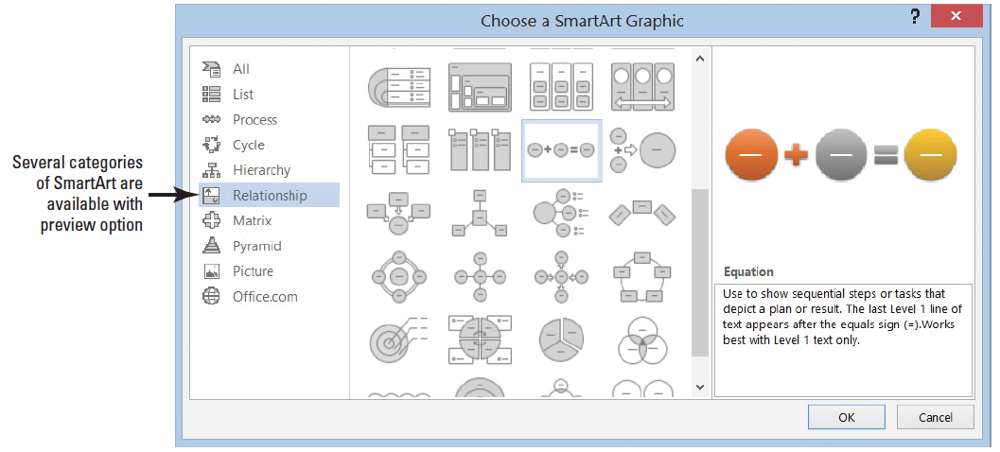 Choose a SmartArt Graphic
?
x
All
List
Process
Cycle
Hierarchy
Relationship
Matrix
Pyramid
Picture
Office.com
Several categories
of SmartArt are
available with
preview option
Equation
Use to show sequential steps or tasks that
depict a plan or result. The last Level 1 line of
text appears after the equals sign (=).Works
best with Level 1 text only.
OK
Cancel